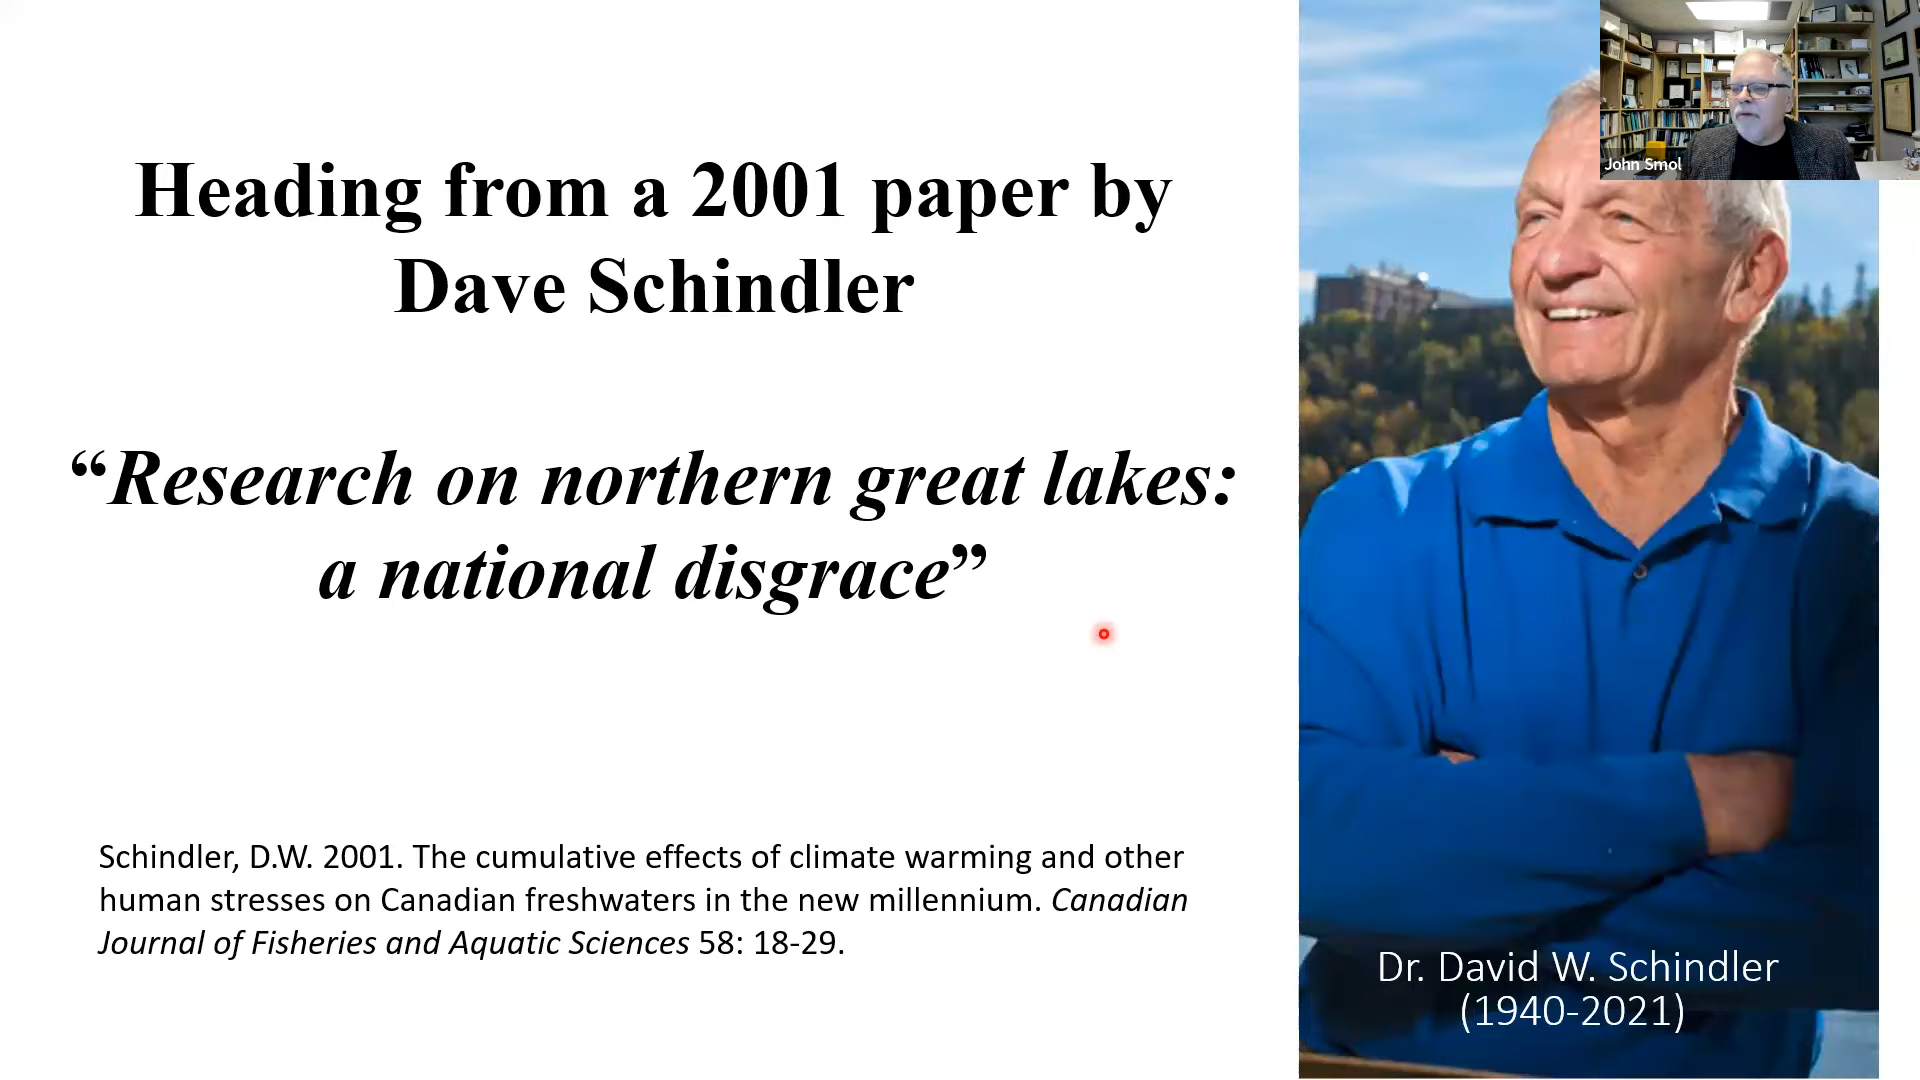 Heading from a 2001 paper by
Dave Schindler
“Research on northern great lakes:
a national disgrace”
Schindler, D.W. 2001. The cumulative effects of climate warming and other
human stresses on Canadian freshwaters in the new millennium. Canadian
Journal of Fisheries and Aquatic Sciences 58: 18-29.
John Smol
Dr. David W. Schindler
(1940-2021)